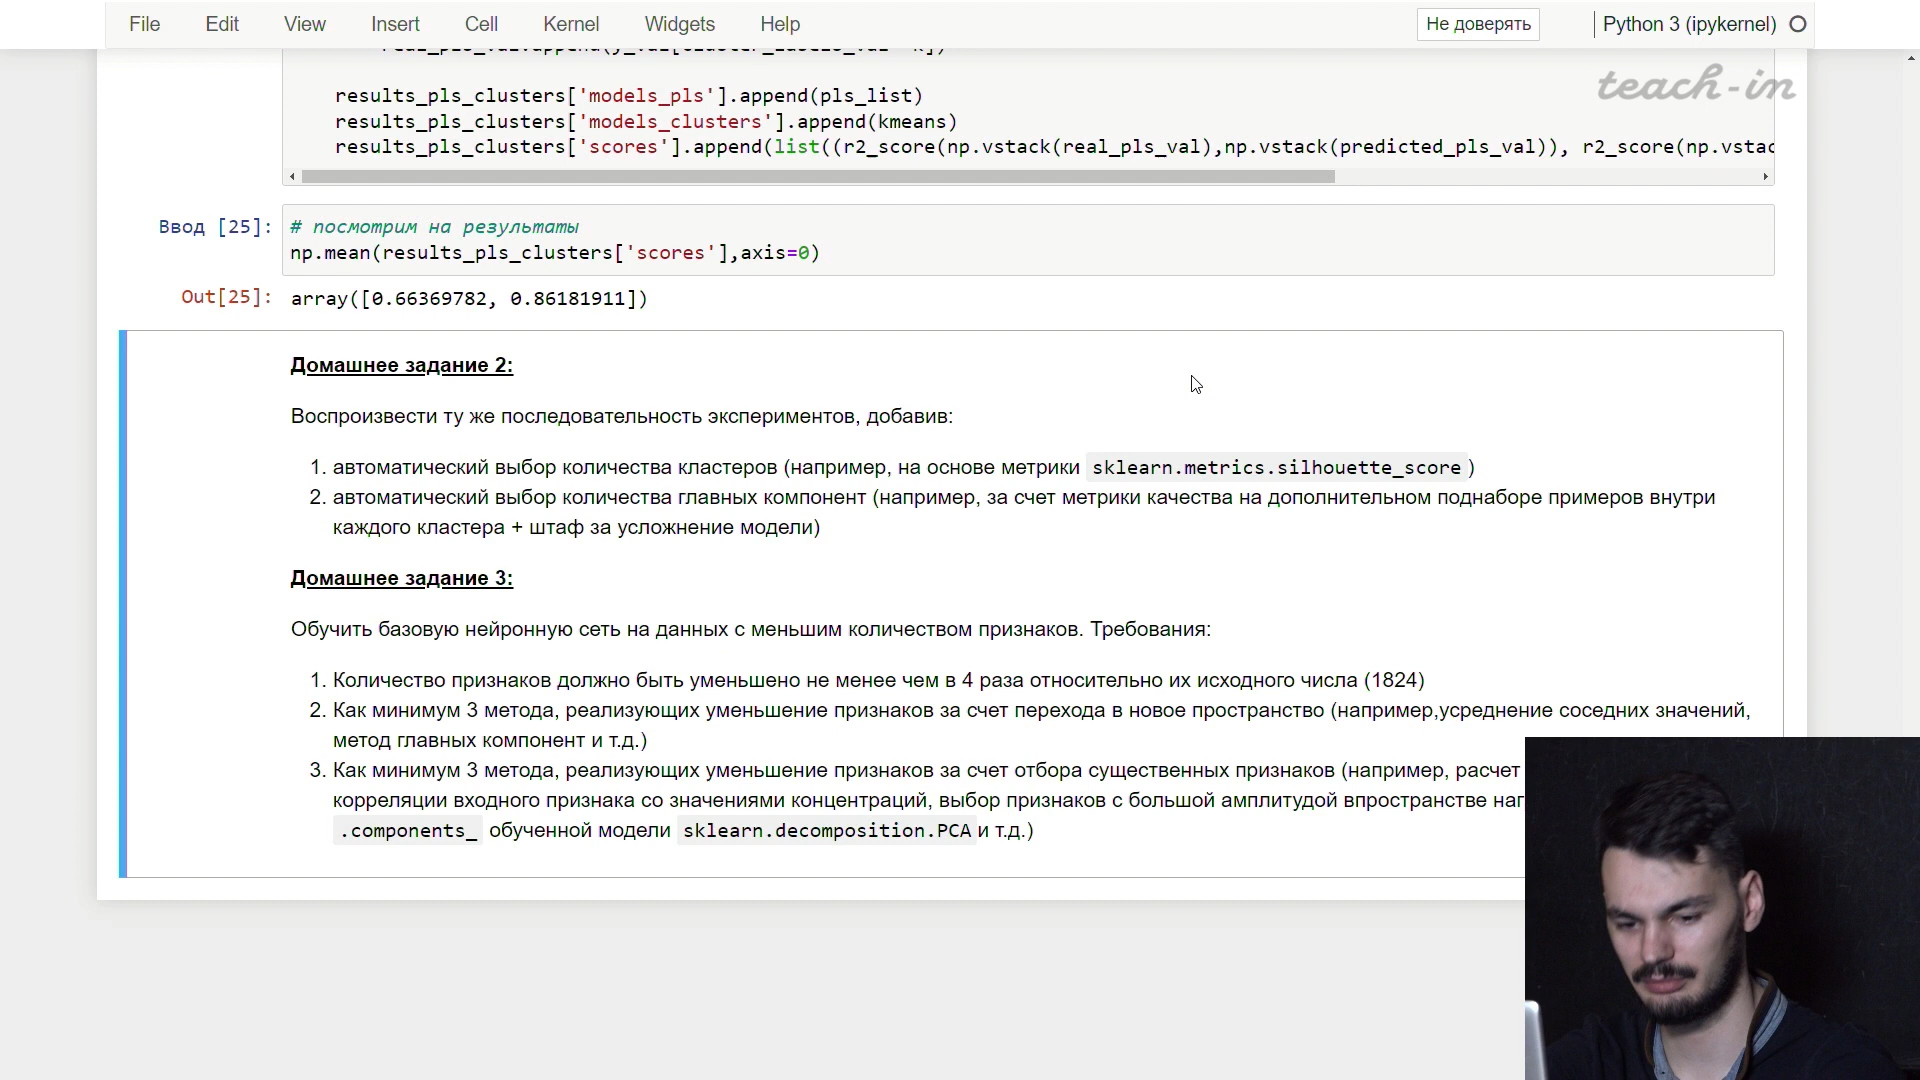 File Edit View Insert Cell Kernel Widgets Help Не доверять Python 3 (ipykernel)
teach-in
results_pls_clusters['models_pls'].append(pls_list)
results_pls_clusters['models_clusters'].append(kmeans)
results_pls_clusters['scores'].append(list((r2_score(np.vstack(real_pls_val),np.vstack(predicted_pls_val)), r2_score(np.vstac
Ввод [25]: # посмотрим на результаты
np.mean(results_pls_clusters['scores'],axis=0)
Out[25]: array([0.66369782, 0.86181911])
Домашнее задание 2:
Воспроизвести ту же последовательность экспериментов, добавив:
1. автоматический выбор количества кластеров (например, на основе метрики sklearn.metrics.silhouette_score)
2. автоматический выбор количества главных компонент (например, за счет метрики качества на дополнительном поднаборе примеров внутри
каждого кластера + штаф за усложнение модели)
Домашнее задание 3:
Обучить базовую нейронную сеть на данных с меньшим количеством признаков. Требования:
1. Количество признаков должно быть уменьшено не менее чем в 4 раза относительно их исходного числа (1824)
2. Как минимум 3 метода, реализующих уменьшение признаков за счет перехода в новое пространство (например,усреднение соседних значений,
метод главных компонент и т.д.)
3. Как минимум 3 метода, реализующих уменьшение признаков за счет отбора существенных признаков (например, расчет
корреляции входного признака со значениями концентраций, выбор признаков с большой амплитудой впространстве наг
.components_ обученной модели sklearn.decomposition.PCA и т.д.)